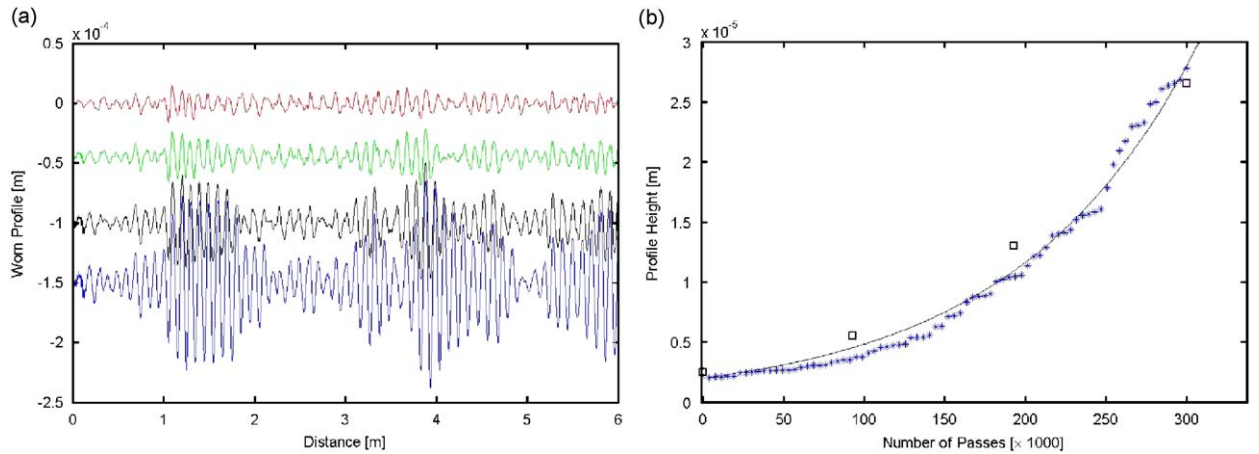 (a)
x 10⁻⁴
0.5
0
-0.5
-1
-1.5
-2
-2.5
Worn Profile [m]
0 1 2 3 4 5 6
Distance [m]
(b)
x 10⁻⁵
3
2.5
2
1.5
1
0.5
0
Profile Height [m]
0 50 100 150 200 250 300
Number of Passes [× 1000]